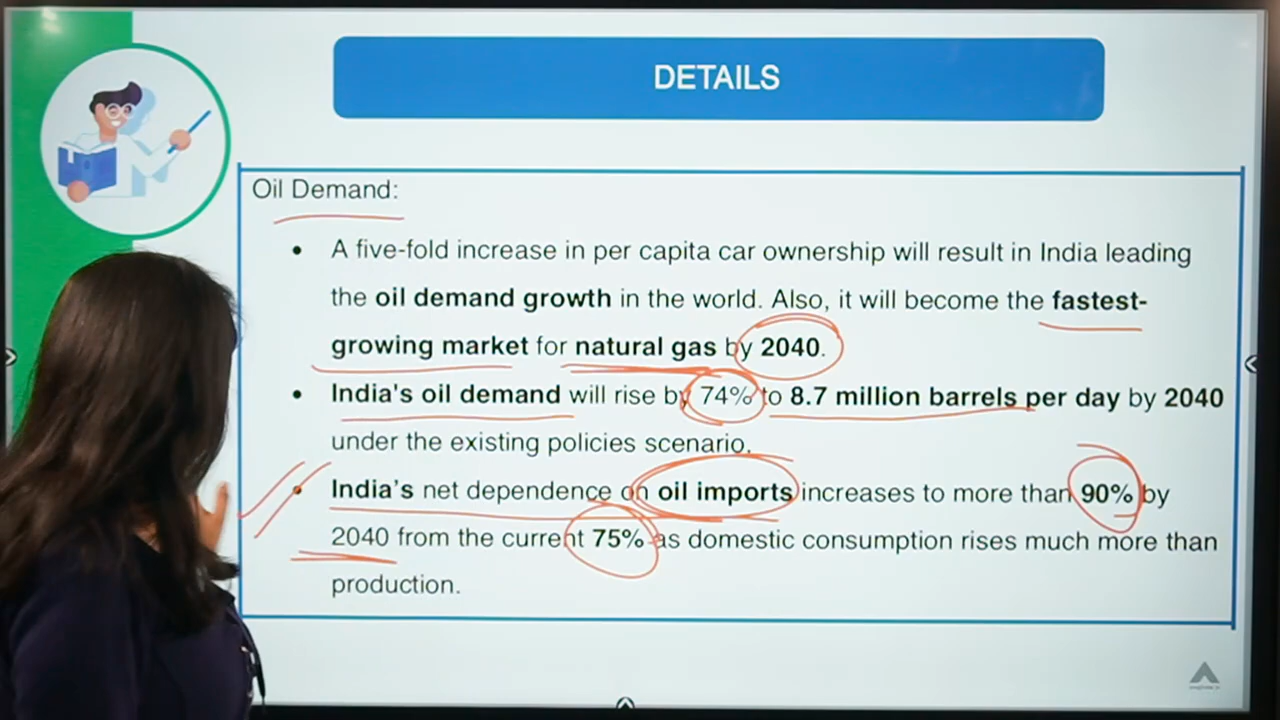 DETAILS
Oil Demand:
• A five-fold increase in per capita car ownership will result in India leading
the oil demand growth in the world. Also, it will become the fastest-
growing market for natural gas by 2040.
• India's oil demand will rise by 74% to 8.7 million barrels per day by 2040
under the existing policies scenario.
• India's net dependence on oil imports increases to more than 90% by
2040 from the current 75% as domestic consumption rises much more than
production.